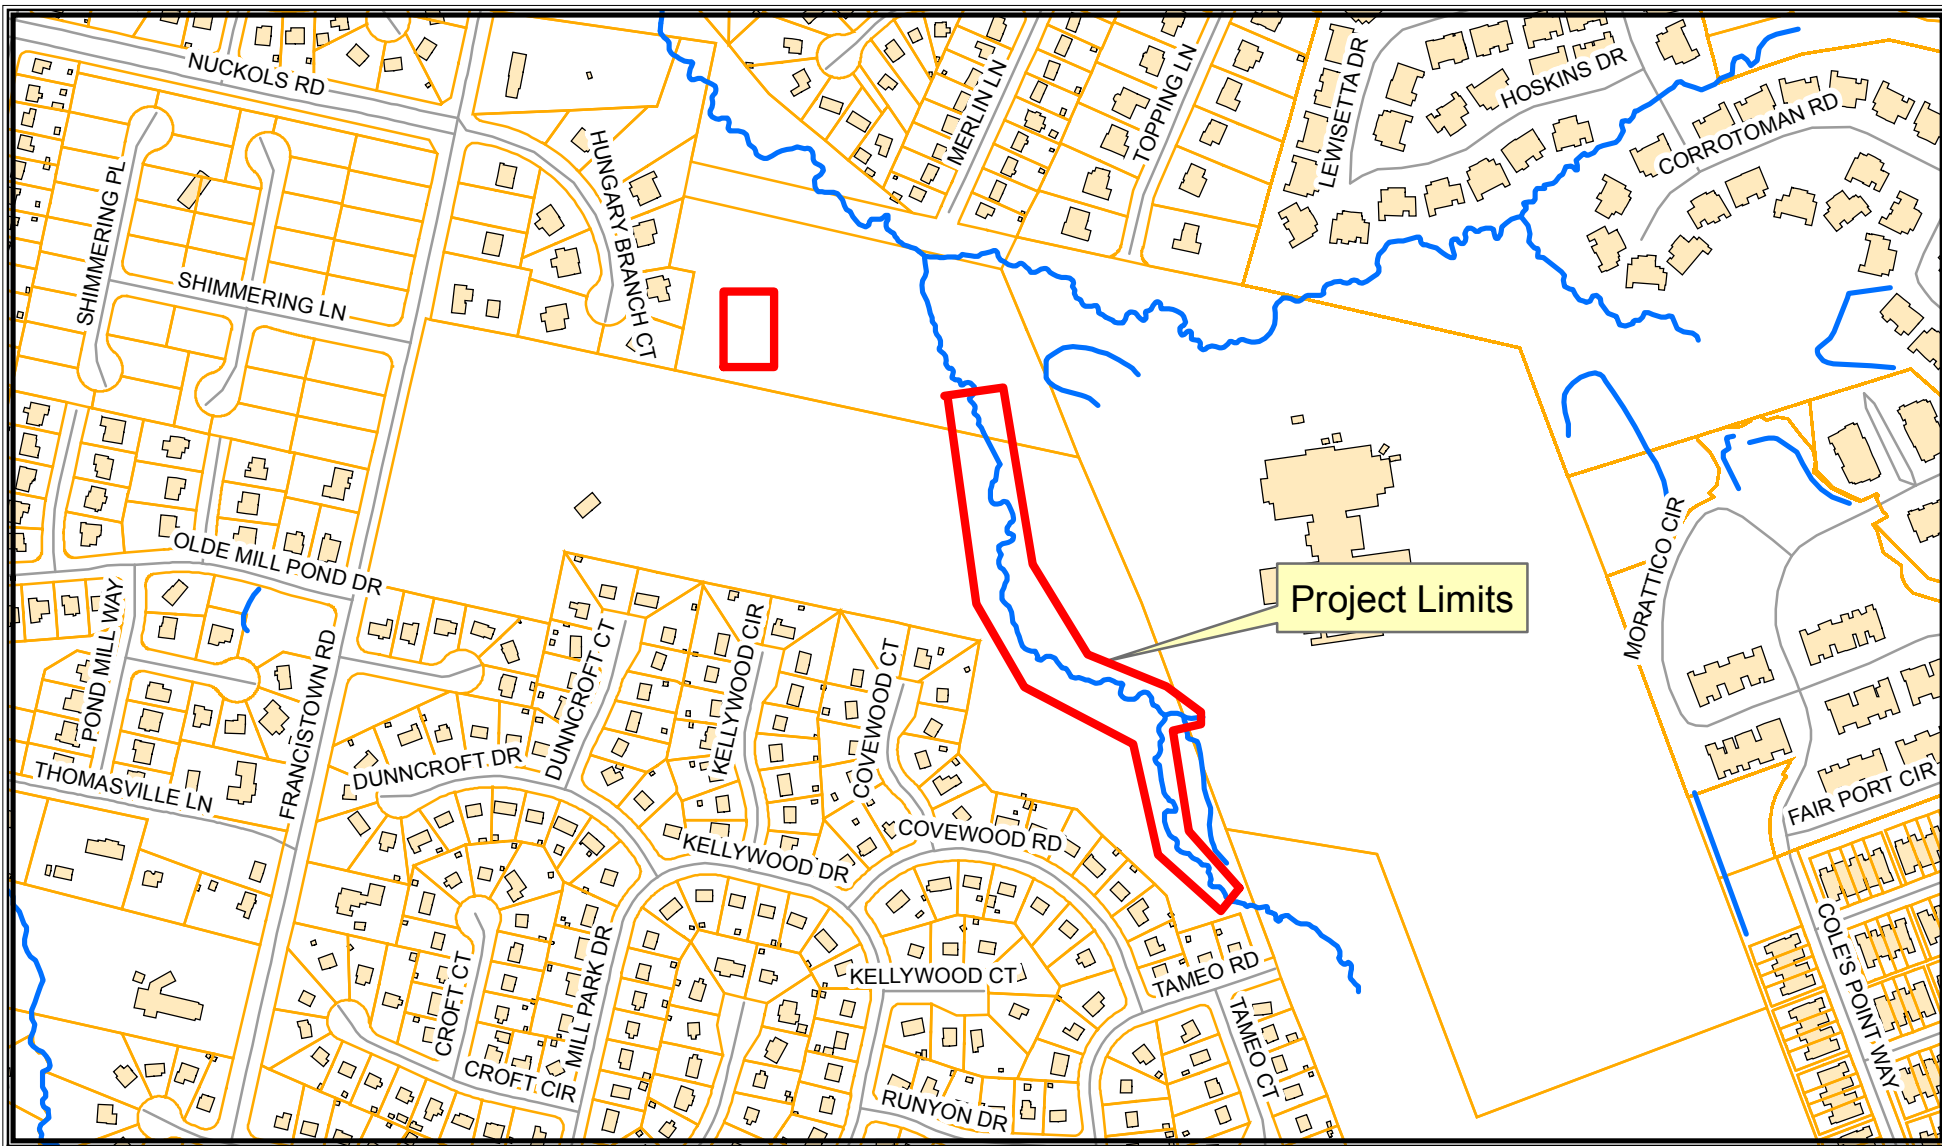 NUCKOLS RD
HUNGARY BRANCH CT
MERLIN LN
TOPPING LN
LEWISETTA DR
HOSKINS DR
CORROTOMAN RD
SHIMMERING PL
SHIMMERING LN
OLDE MILL POND DR
POND MILL WAY
THOMASVILLE LN
FRANCISTOWN RD
DUNNCROFT DR
DUNNCROFT CT
KELLYWOOD CIR
COVEWOOD CT
Project Limits
MORATTICO CIR
FAIR PORT CIR
KELLYWOOD DR
COVEWOOD RD
KELLYWOOD CT
TAMEO RD
TAMEO CT
COLE'S POINT WAY
CROFT CT
MILL PARK DR
CROFT CIR
RUNYON DR